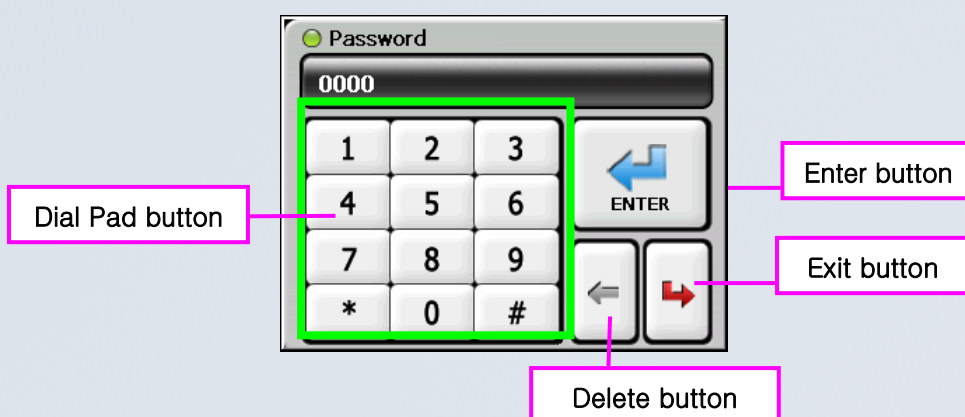 Password
0000
1 2 3
4 5 6
7 8 9
* 0 #
ENTER
Dial Pad button
Enter button
Exit button
Delete button